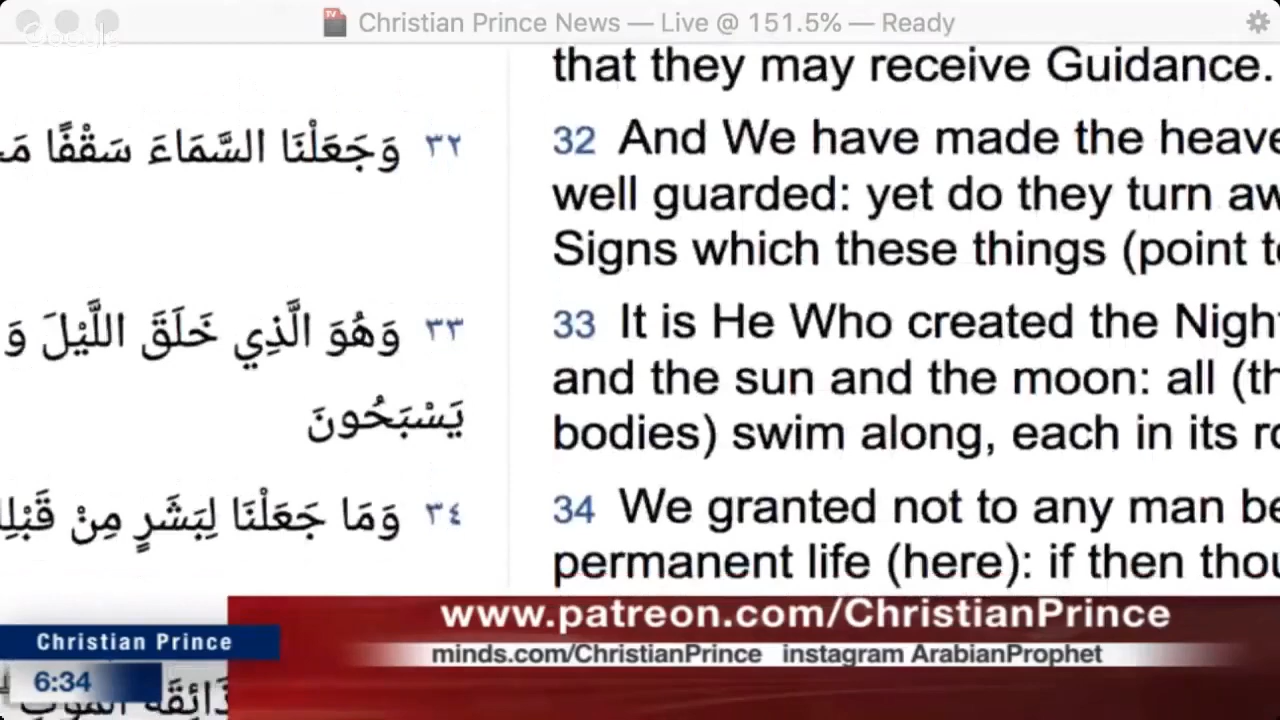 Christian Prince News — Live @ 151.5% — Ready
Google
that they may receive Guidance.
٣٢ وَجَعَلْنَا السَّمَاءَ سَقْفًا
32 And We have made the heave
well guarded: yet do they turn aw
Signs which these things (point to
٣٣ وَهُوَ الَّذِي خَلَقَ اللَّيْلَ وَ
يَسْبَحُونَ
33 It is He Who created the Nigh
and the sun and the moon: all (th
bodies) swim along, each in its ro
٣٤ وَمَا جَعَلْنَا لِبَشَرٍ مِنْ قَبْلِ
34 We granted not to any man be
permanent life (here): if then thou
www.patreon.com/ChristianPrince
Christian Prince
minds.com/ChristianPrince instagram ArabianProphet
6:34
ذَائِقَةُ الْمَوْتِ